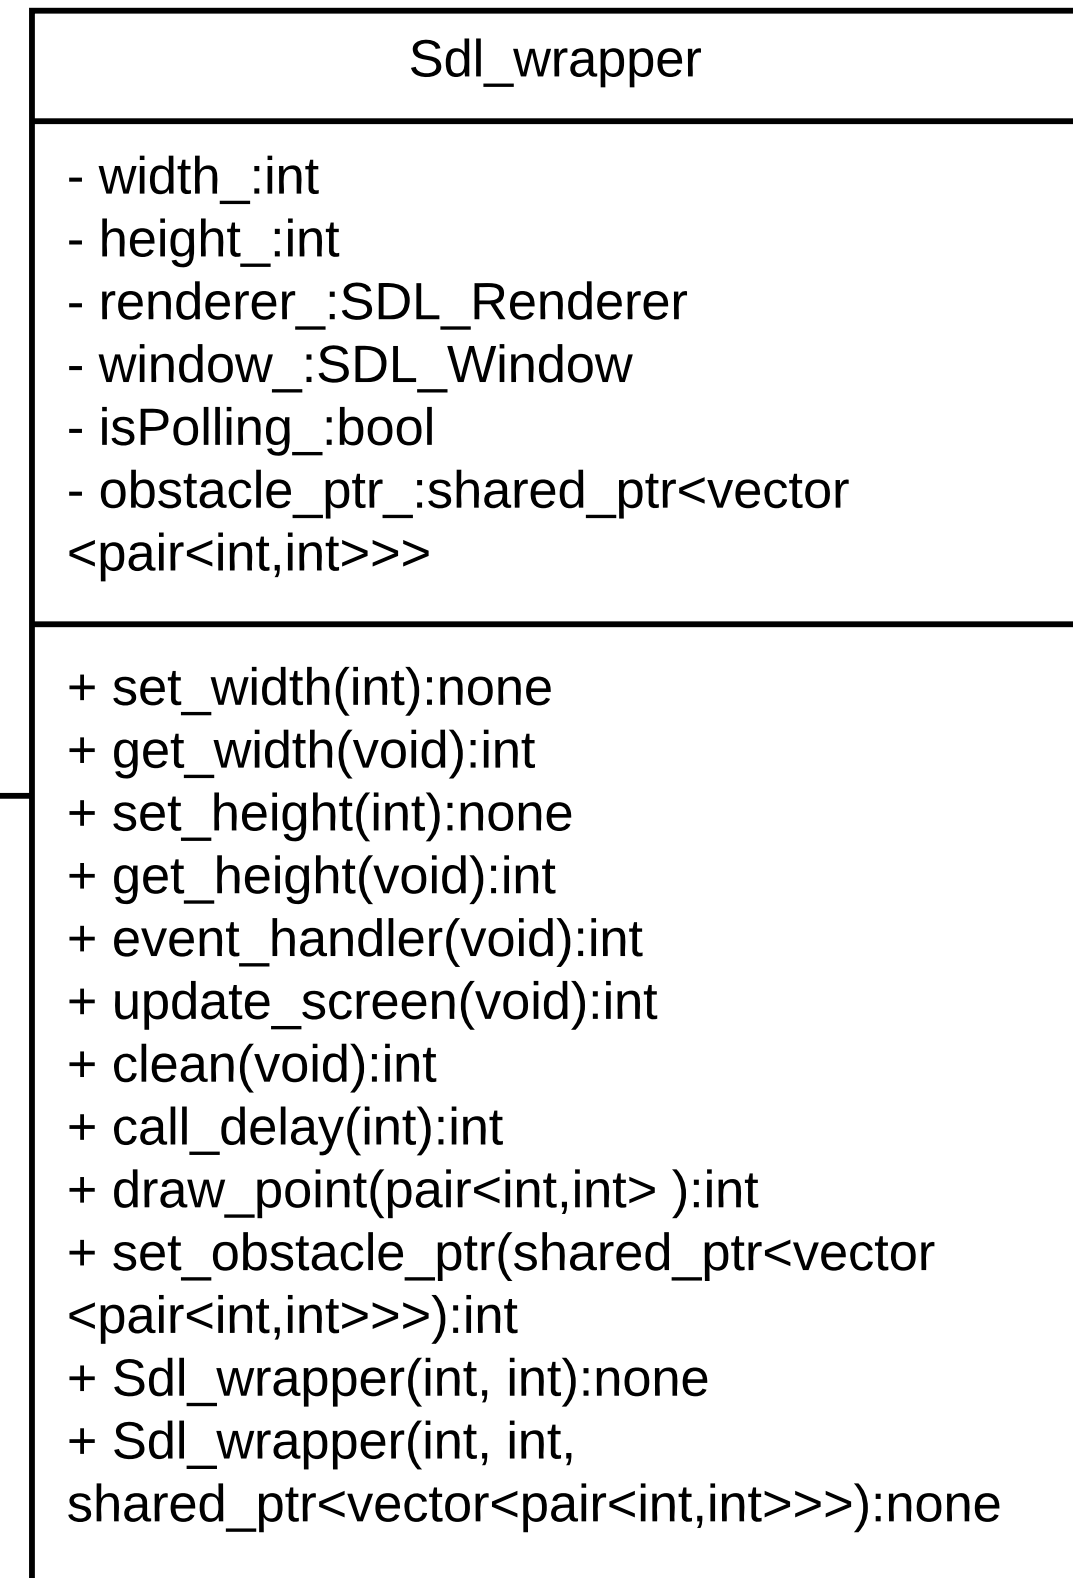 Sdl_wrapper
- width_:int
- height_:int
- renderer_:SDL_Renderer
- window_:SDL_Window
- isPolling_:bool
- obstacle_ptr_:shared_ptr<vector
<pair<int,int>>>
+ set_width(int):none
+ get_width(void):int
+ set_height(int):none
+ get_height(void):int
+ event_handler(void):int
+ update_screen(void):int
+ clean(void):int
+ call_delay(int):int
+ draw_point(pair<int,int> ):int
+ set_obstacle_ptr(shared_ptr<vector
<pair<int,int>>>):int
+ Sdl_wrapper(int, int):none
+ Sdl_wrapper(int, int,
shared_ptr<vector<pair<int,int>>>):none